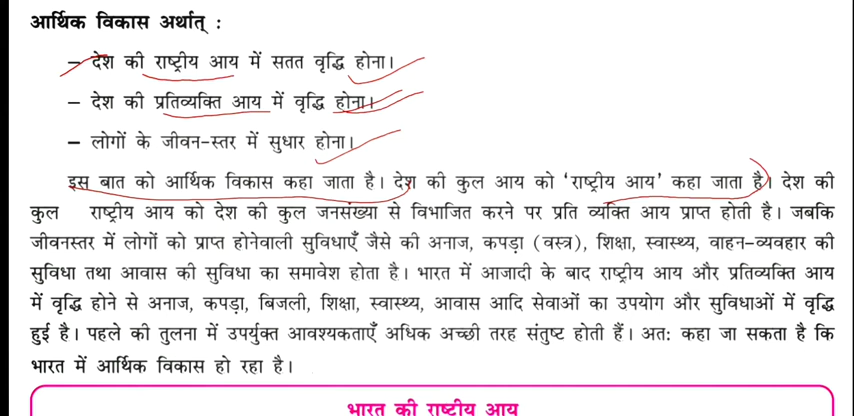 आर्थिक विकास अर्थात् :
– देश की राष्ट्रीय आय में सतत वृद्धि होना।
– देश की प्रतिव्यक्ति आय में वृद्धि होना।
– लोगों के जीवन-स्तर में सुधार होना।
इस बात को आर्थिक विकास कहा जाता है। देश की कुल आय को ‘राष्ट्रीय आय’ कहा जाता है। देश की
कुल राष्ट्रीय आय को देश की कुल जनसंख्या से विभाजित करने पर प्रति व्यक्ति आय प्राप्त होती है। जबकि
जीवनस्तर में लोगों को प्राप्त होनेवाली सुविधाएँ जैसे की अनाज, कपड़ा (वस्त्र), शिक्षा, स्वास्थ्य, वाहन-व्यवहार की
सुविधा तथा आवास की सुविधा का समावेश होता है। भारत में आजादी के बाद राष्ट्रीय आय और प्रतिव्यक्ति आय
में वृद्धि होने से अनाज, कपड़ा, बिजली, शिक्षा, स्वास्थ्य, आवास आदि सेवाओं का उपयोग और सुविधाओं में वृद्धि
हुई है। पहले की तुलना में उपर्युक्त आवश्यकताएँ अधिक अच्छी तरह संतुष्ट होती हैं। अत: कहा जा सकता है कि
भारत में आर्थिक विकास हो रहा है।
भारत की राष्ट्रीय आय